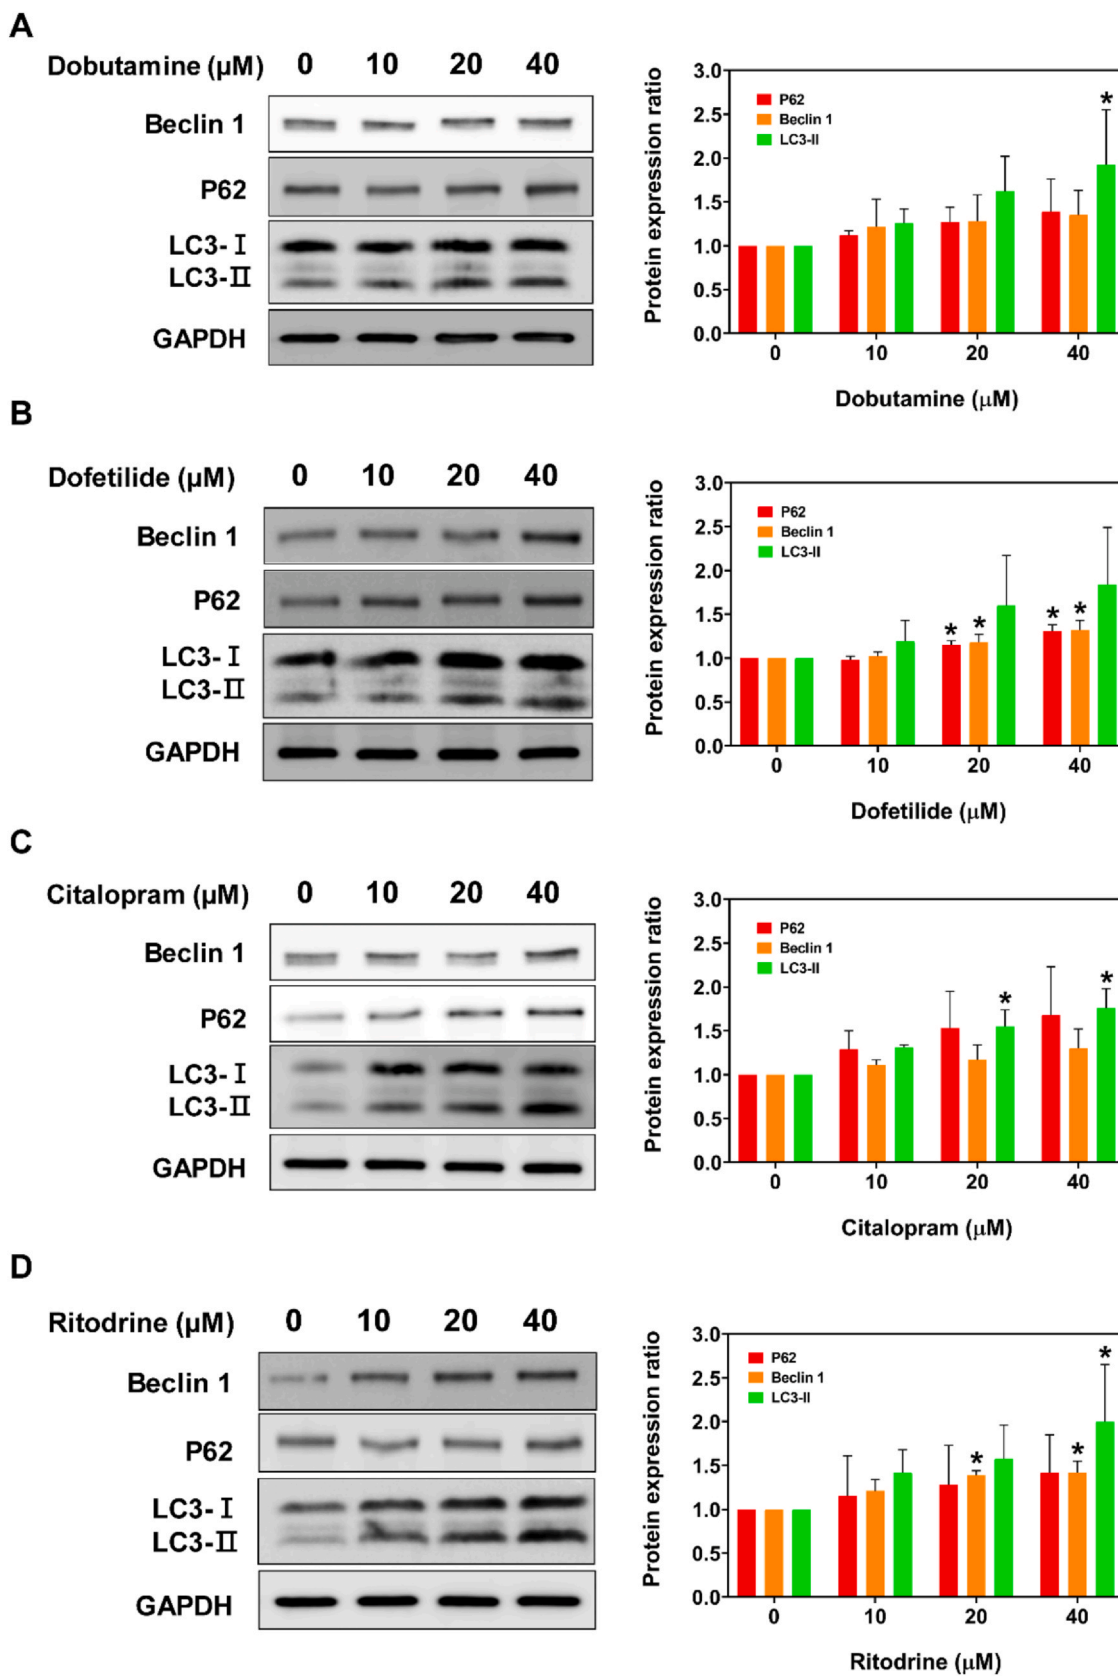 A
Dobutamine (µM) 0 10 20 40
Beclin 1
P62
LC3-Ⅰ
LC3-Ⅱ
GAPDH
Protein expression ratio
3.0
2.5
2.0
1.5
1.0
0.5
0.0
P62
Beclin 1
LC3-II
*
0 10 20 40
Dobutamine (µM)
B
Dofetilide (µM) 0 10 20 40
Beclin 1
P62
LC3-Ⅰ
LC3-Ⅱ
GAPDH
Protein expression ratio
3.0
2.5
2.0
1.5
1.0
0.5
0.0
P62
Beclin 1
LC3-II
* * * *
0 10 20 40
Dofetilide (µM)
C
Citalopram (µM) 0 10 20 40
Beclin 1
P62
LC3-Ⅰ
LC3-Ⅱ
GAPDH
Protein expression ratio
3.0
2.5
2.0
1.5
1.0
0.5
0.0
P62
Beclin 1
LC3-II
* *
0 10 20 40
Citalopram (µM)
D
Ritodrine (µM) 0 10 20 40
Beclin 1
P62
LC3-Ⅰ
LC3-Ⅱ
GAPDH
Protein expression ratio
3.0
2.5
2.0
1.5
1.0
0.5
0.0
P62
Beclin 1
LC3-II
* * *
0 10 20 40
Ritodrine (µM)